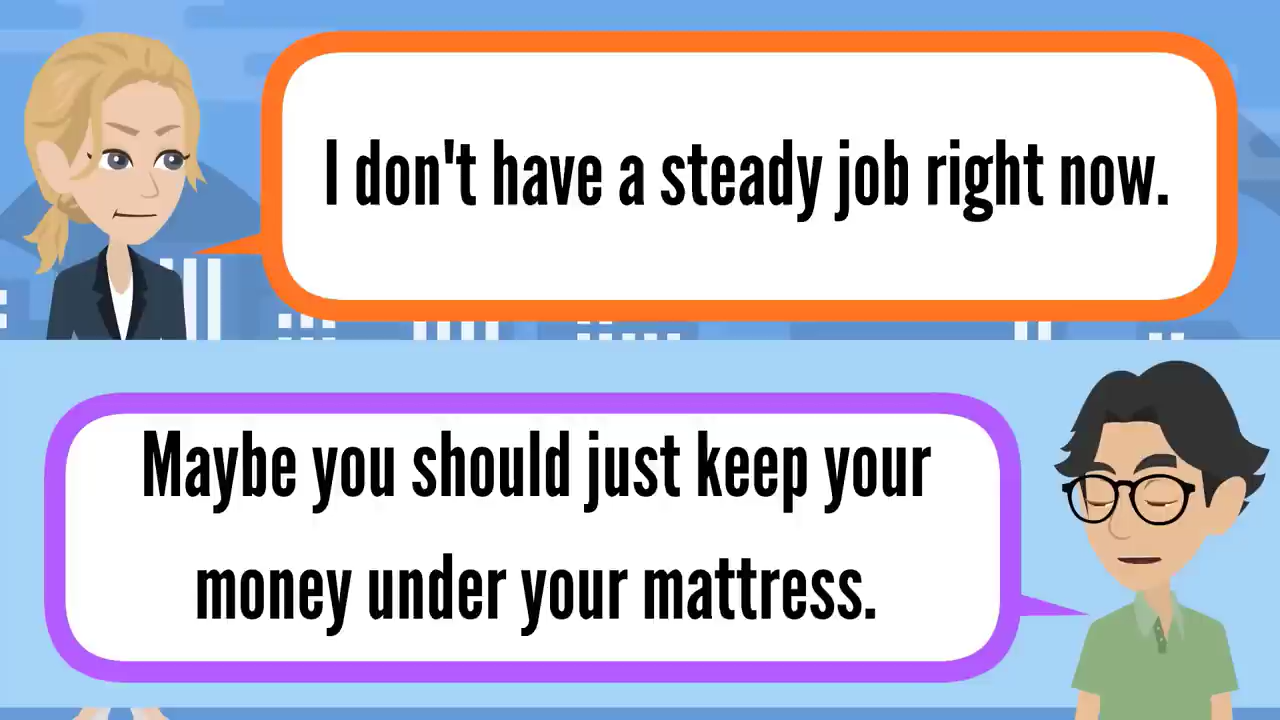 I don't have a steady job right now.
Maybe you should just keep your
money under your mattress.